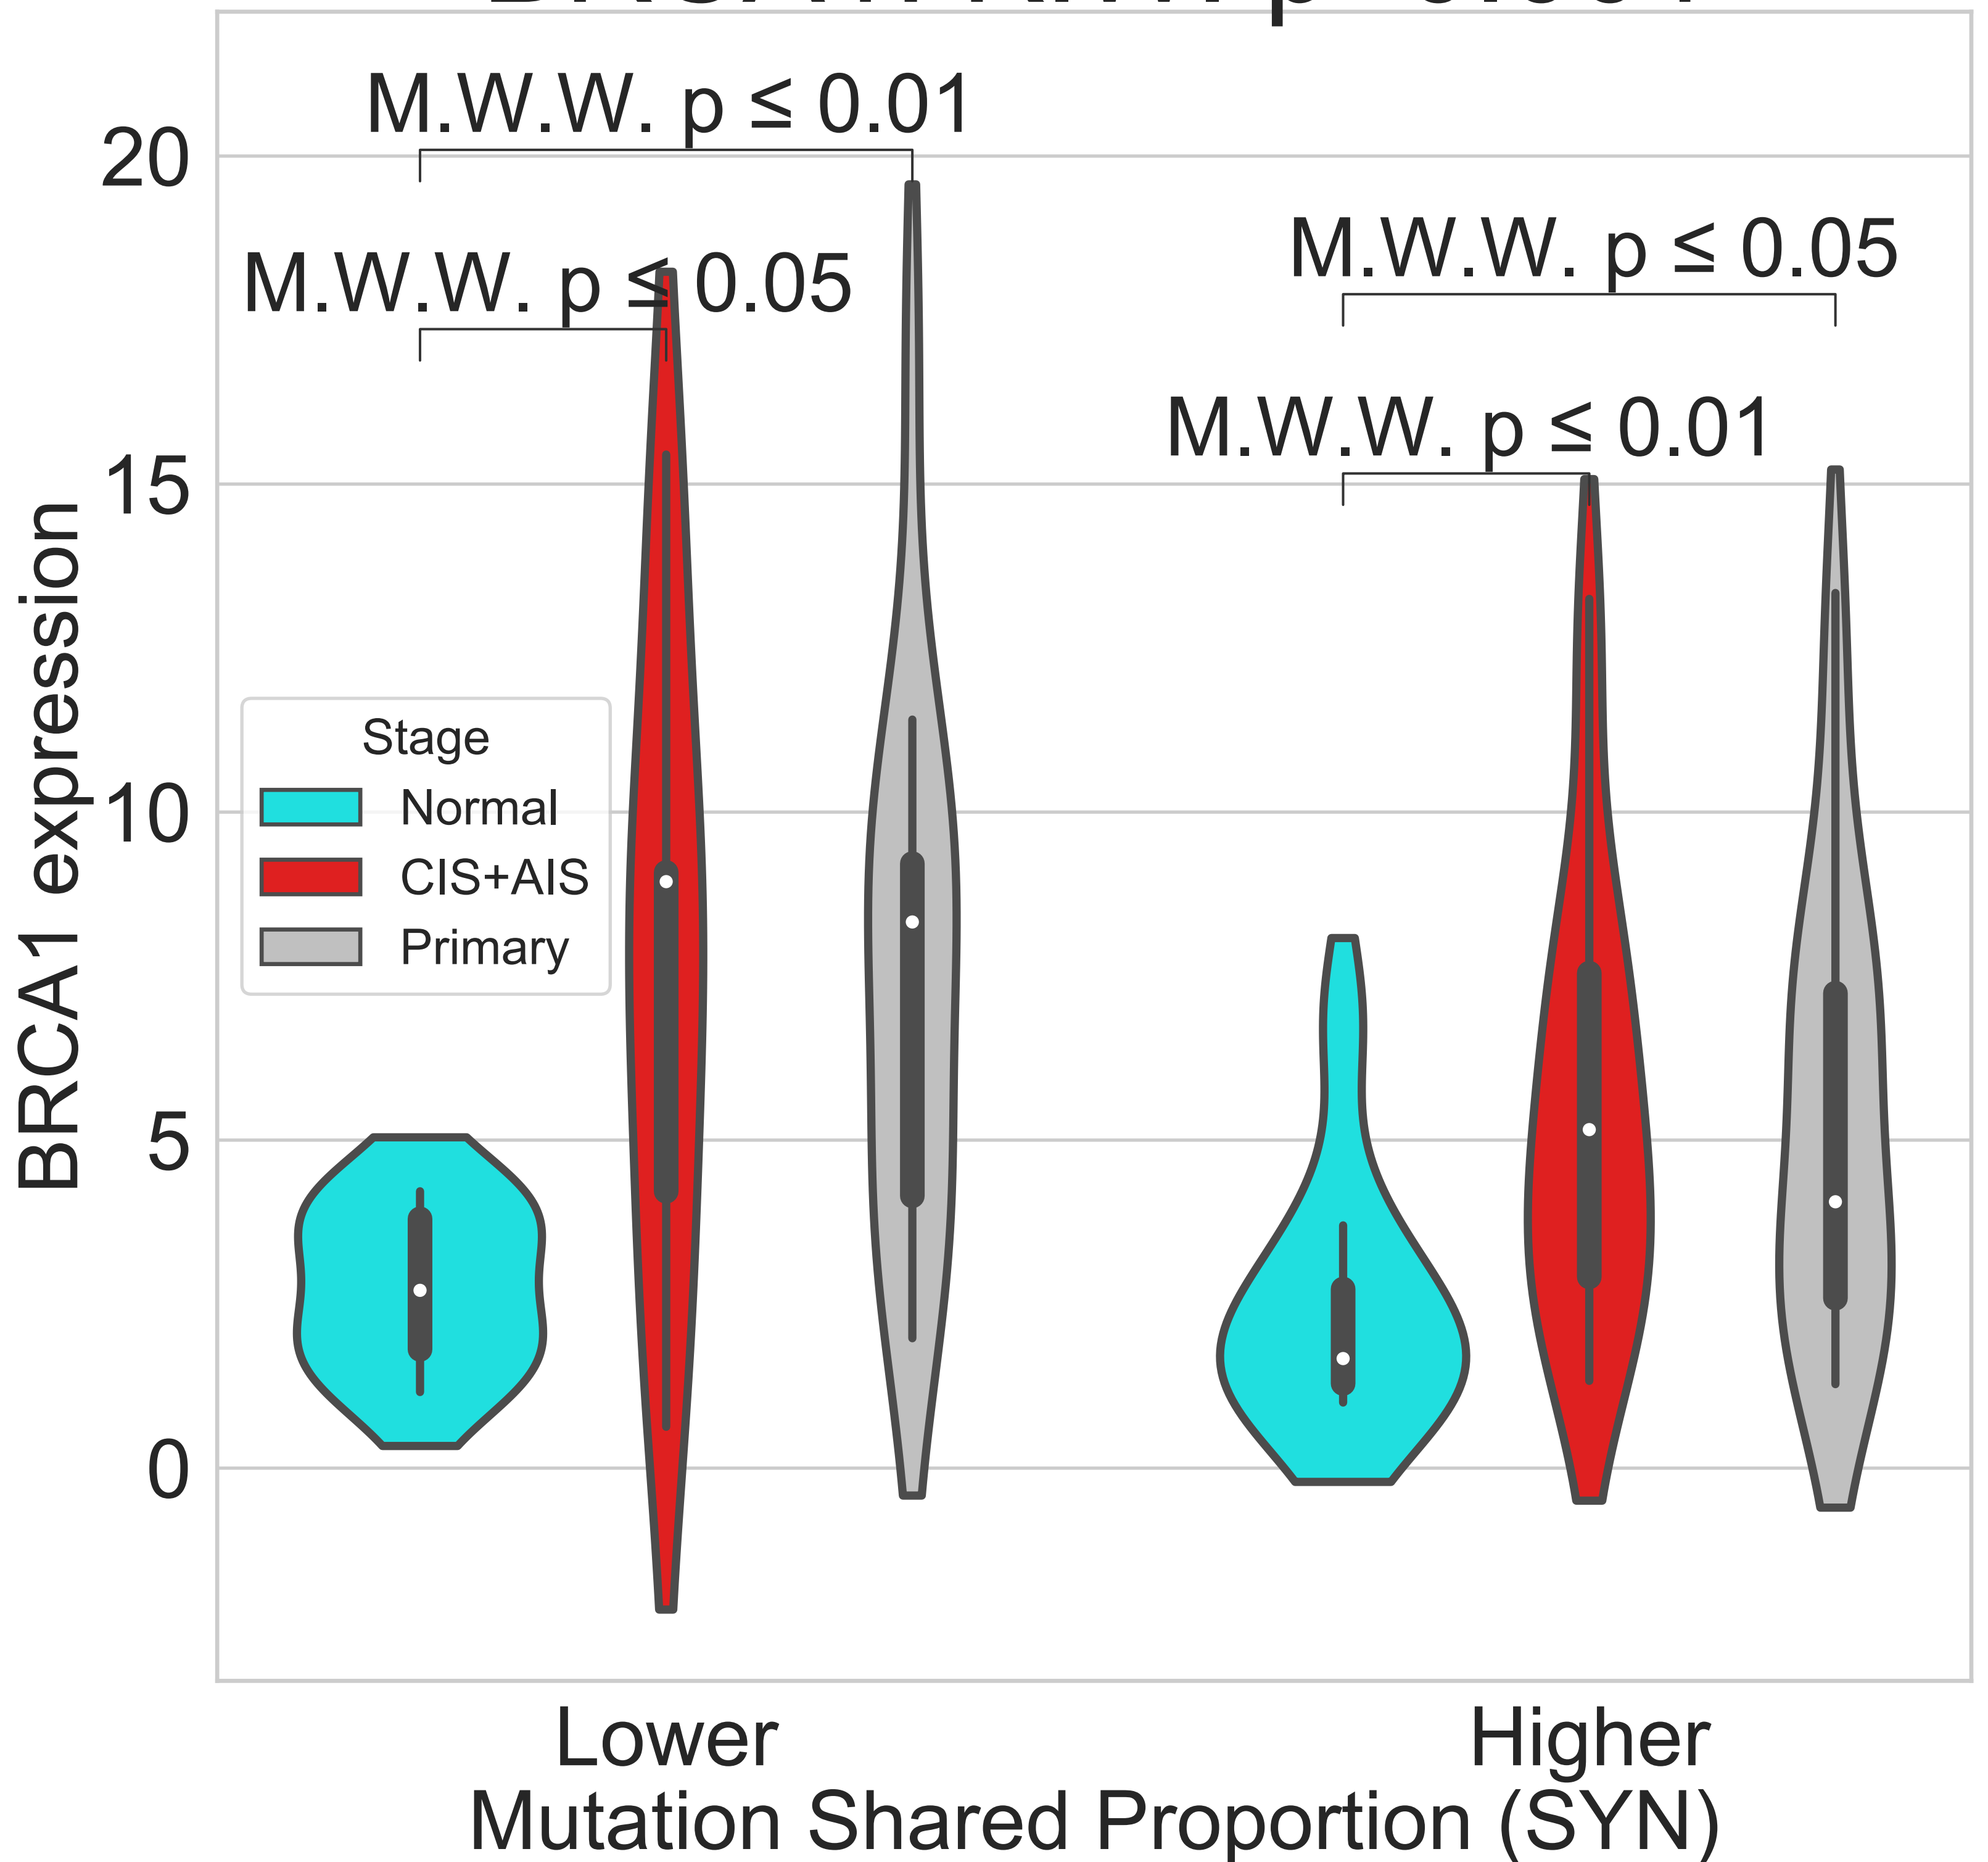 M.W.W. p ≤ 0.01
20
M.W.W. p ≤ 0.05
M.W.W. p ≤ 0.05
M.W.W. p ≤ 0.01
15
10
5
0
BRCA1 expression
Stage
Normal
CIS+AIS
Primary
Lower
Higher
Mutation Shared Proportion (SYN)